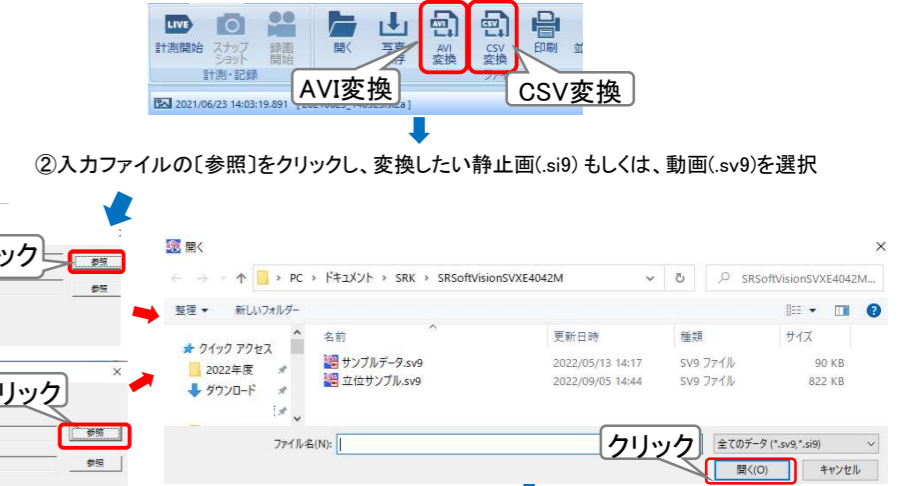 LIVE
計測開始 スナップショット 録画開始 開く AVI変換 CSV変換 印刷
計測・記録
AVI変換 CSV変換
2021/06/23 14:03:19.891
②入力ファイルの〔参照〕をクリックし、変換したい静止画(.si9) もしくは、動画(.sv9)を選択
ック
参照
参照
開く
PC › ドキュメント › SRK › SRSoftVisionSVXE4042M
SRSoftVisionSVXE4042M...
整理 新しいフォルダー
名前 更新日時 種類 サイズ
クイック アクセス
サンプルデータ.sv9 2022/05/13 14:17 SV9 ファイル 90 KB
2022年度
立位サンプル.sv9 2022/09/05 14:44 SV9 ファイル 822 KB
ダウンロード
リック
参照
参照
ファイル名(N):
クリック
全てのデータ (*.sv9,*.si9)
開く(O) キャンセル